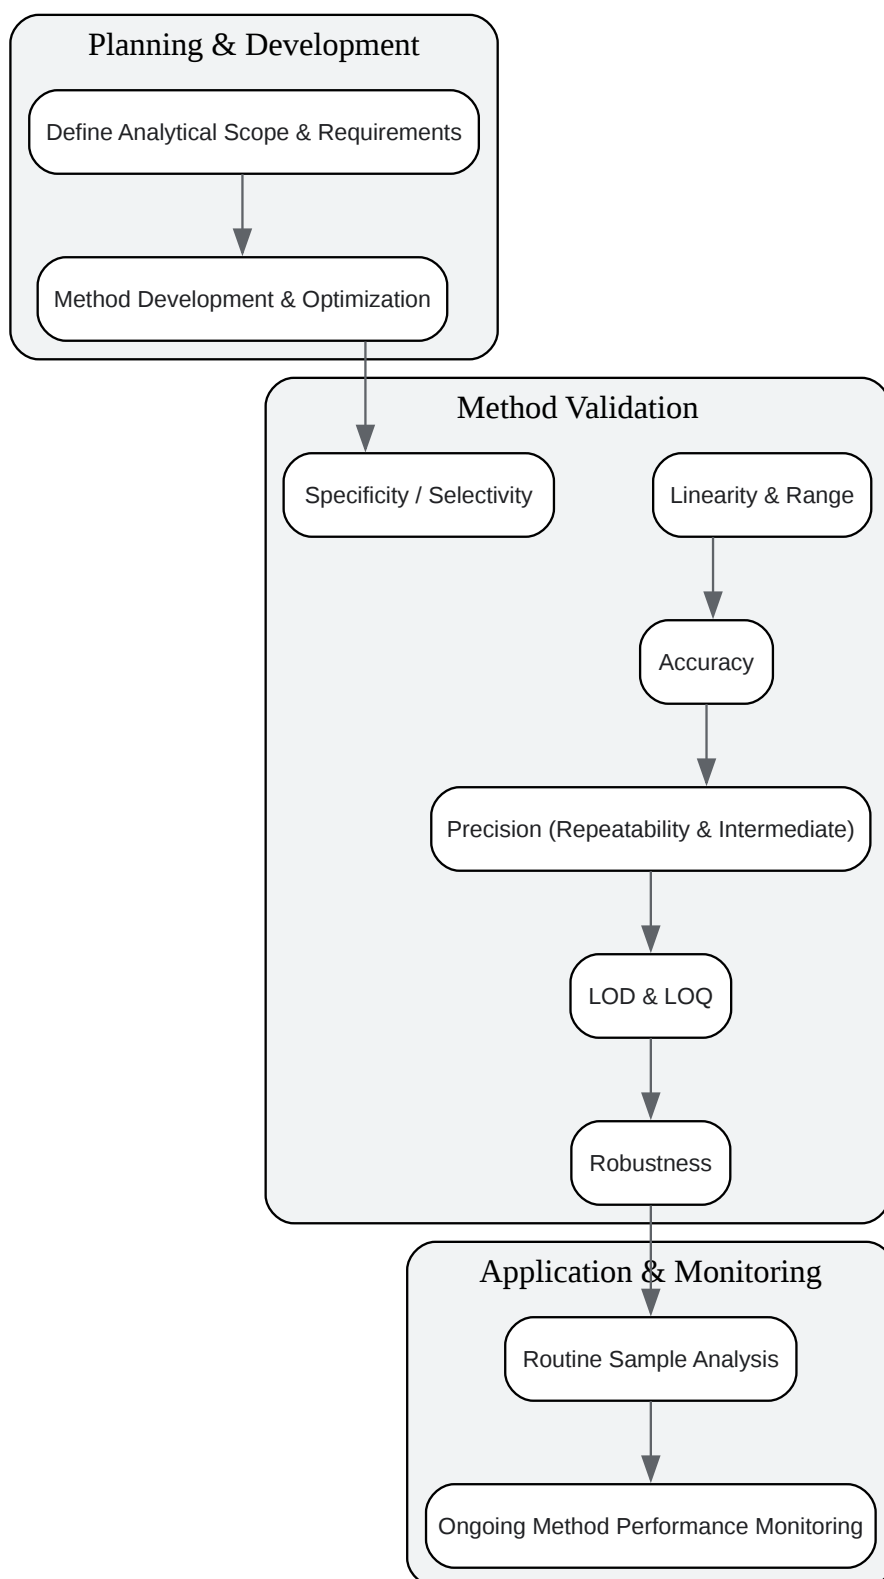 Planning & Development
Define Analytical Scope & Requirements
Method Development & Optimization
Method Validation
Specificity / Selectivity
Linearity & Range
Accuracy
Precision (Repeatability & Intermediate)
LOD & LOQ
Robustness
Application & Monitoring
Routine Sample Analysis
Ongoing Method Performance Monitoring